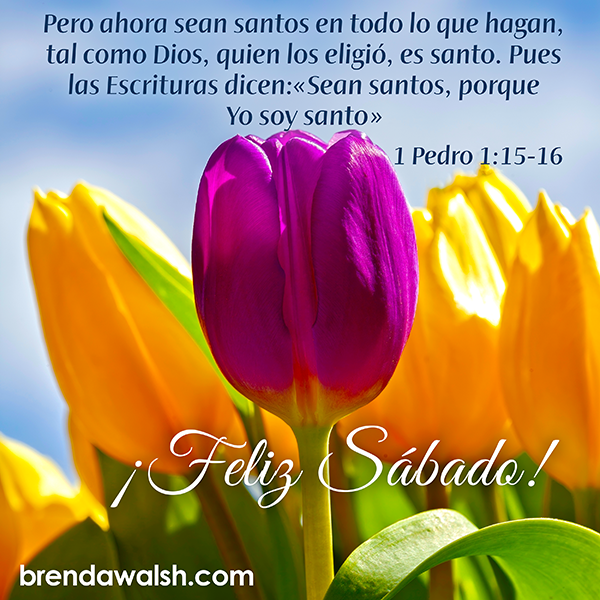 Pero ahora sean santos en todo lo que hagan,
tal como Dios, quien los eligió, es santo. Pues
las Escrituras dicen:«Sean santos, porque
Yo soy santo»
1 Pedro 1:15-16
¡Feliz Sábado!
brendawalsh.com